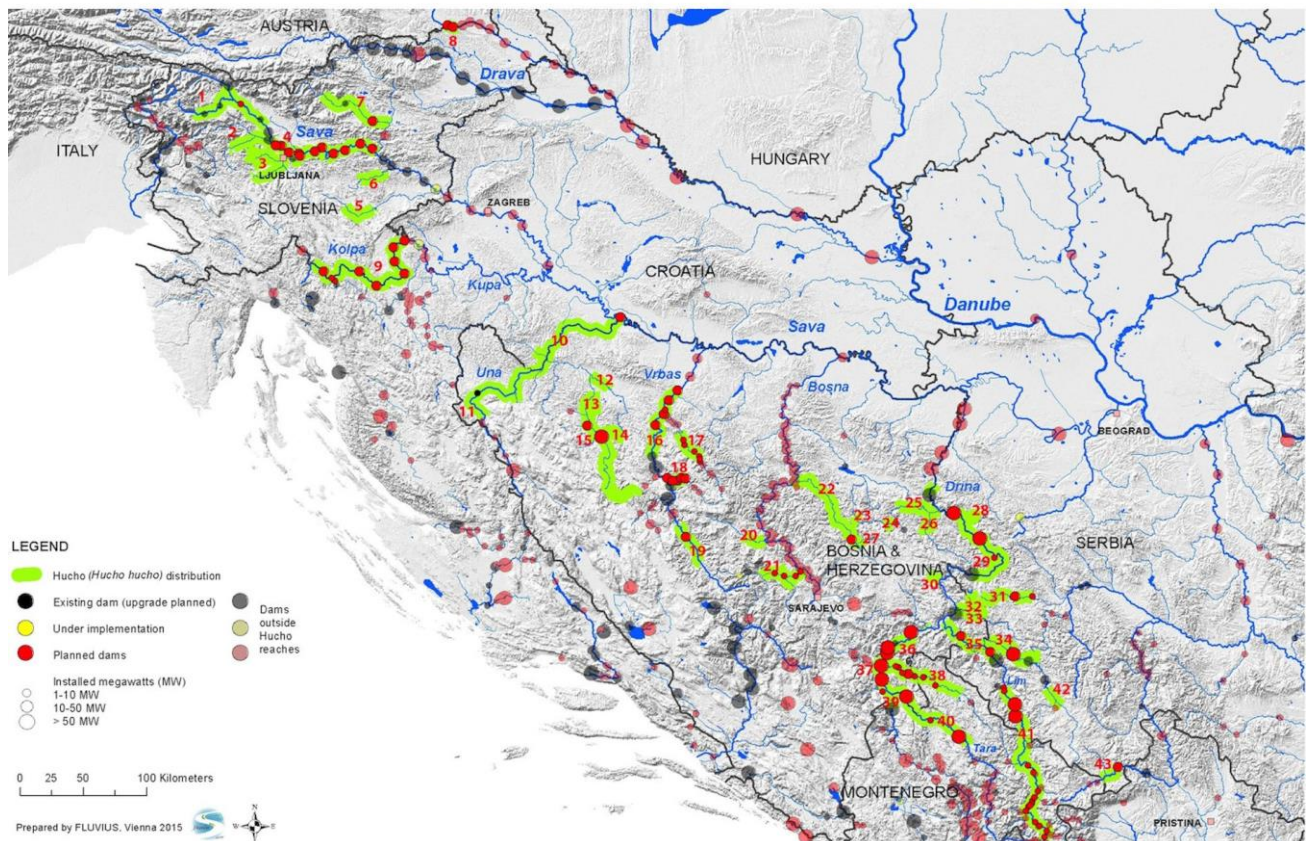 AUSTRIA
8
Drava
1
7
2
4
Sava
ITALY
3
LJUBLJANA
6
HUNGARY
SLOVENIA
5
ZAGREB
Kolpa
9
CROATIA
Kupa
Danube
Sava
10
Una
Vrbas
Bosna
12
11
13
BEOGRAD
15
14
16
17
18
Drina
22
25
28
23
24
26
LEGEND
Hucho (Hucho hucho) distribution
Existing dam (upgrade planned)
Under implementation
Planned dams
Dams
outside
Hucho
reaches
Installed megawatts (MW)
1-10 MW
10-50 MW
> 50 MW
20
27
19
BOSNIA &
HERZEGOVINA
SERBIA
29
21
30
SARAJEVO
31
32
33
36
35
34
37
38
Lim
42
39
40
41
Tara
43
MONTENEGRO
PRISTINA
0 25 50 100 Kilometers
Prepared by FLUVIUS, Vienna 2015
N
W
E
S